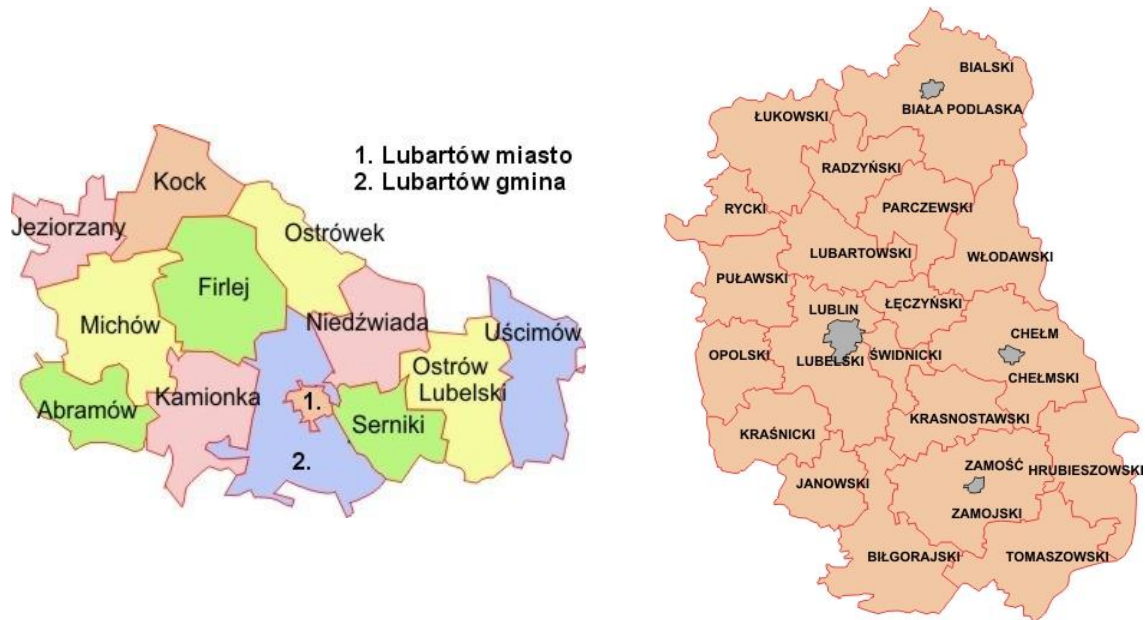 1. Lubartów miasto
2. Lubartów gmina
Kock
Jeziorzany
Ostrówek
Firlej
Michów
Niedźwiada
Uścimów
Ostrów
Lubelski
Kamionka
Abramów
1.
Serniki
2.
BIALSKI
BIAŁA PODLASKA
ŁUKOWSKI
RADZYŃSKI
RYCKI
PARCZEWSKI
LUBARTOWSKI
WŁODAWSKI
PUŁAWSKI
LUBLIN
ŁĘCZYŃSKI
CHEŁM
OPOLSKI
LUBELSKI
ŚWIDNICKI
CHEŁMSKI
KRASNOSTAWSKI
KRAŚNICKI
ZAMOŚĆ
HRUBIESZOWSKI
JANOWSKI
ZAMOJSKI
BIŁGORAJSKI
TOMASZOWSKI